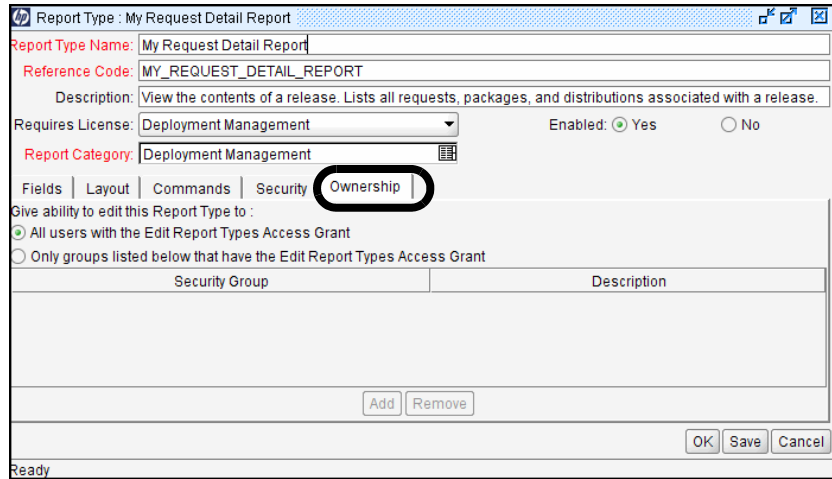 hp Report Type : My Request Detail Report
Report Type Name: My Request Detail Report
Reference Code: MY_REQUEST_DETAIL_REPORT
Description: View the contents of a release. Lists all requests, packages, and distributions associated with a release.
Requires License: Deployment Management Enabled: Yes No
Report Category: Deployment Management
Fields Layout Commands Security Ownership
Give ability to edit this Report Type to :
All users with the Edit Report Types Access Grant
Only groups listed below that have the Edit Report Types Access Grant
Security Group Description
Add Remove
OK Save Cancel
Ready